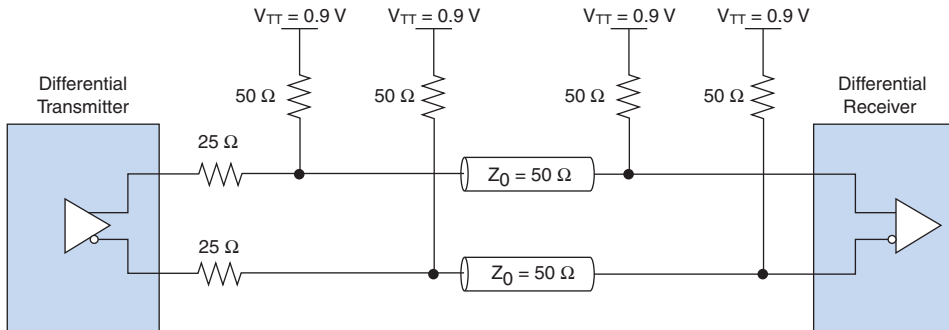 V_TT = 0.9 V V_TT = 0.9 V V_TT = 0.9 V V_TT = 0.9 V
Differential
Transmitter
Differential
Receiver
50 Ω 50 Ω 50 Ω 50 Ω
25 Ω
Z_0 = 50 Ω
25 Ω
Z_0 = 50 Ω